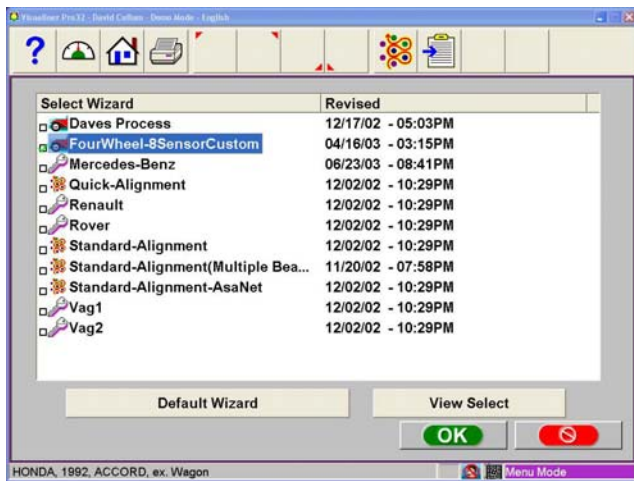 Visualiner Pro32 - David Collum - Demo Mode - English
?
Select Wizard Revised
Daves Process 12/17/02 - 05:03PM
FourWheel-8SensorCustom 04/16/03 - 03:15PM
Mercedes-Benz 06/23/03 - 08:41PM
Quick-Alignment 12/02/02 - 10:29PM
Renault 12/02/02 - 10:29PM
Rover 12/02/02 - 10:29PM
Standard-Alignment 12/02/02 - 10:29PM
Standard-Alignment(Multiple Bea... 11/20/02 - 07:58PM
Standard-Alignment-AsaNet 12/02/02 - 10:29PM
Vag1 12/02/02 - 10:29PM
Vag2 12/02/02 - 10:29PM
Default Wizard View Select
OK
HONDA, 1992, ACCORD, ex. Wagon Menu Mode